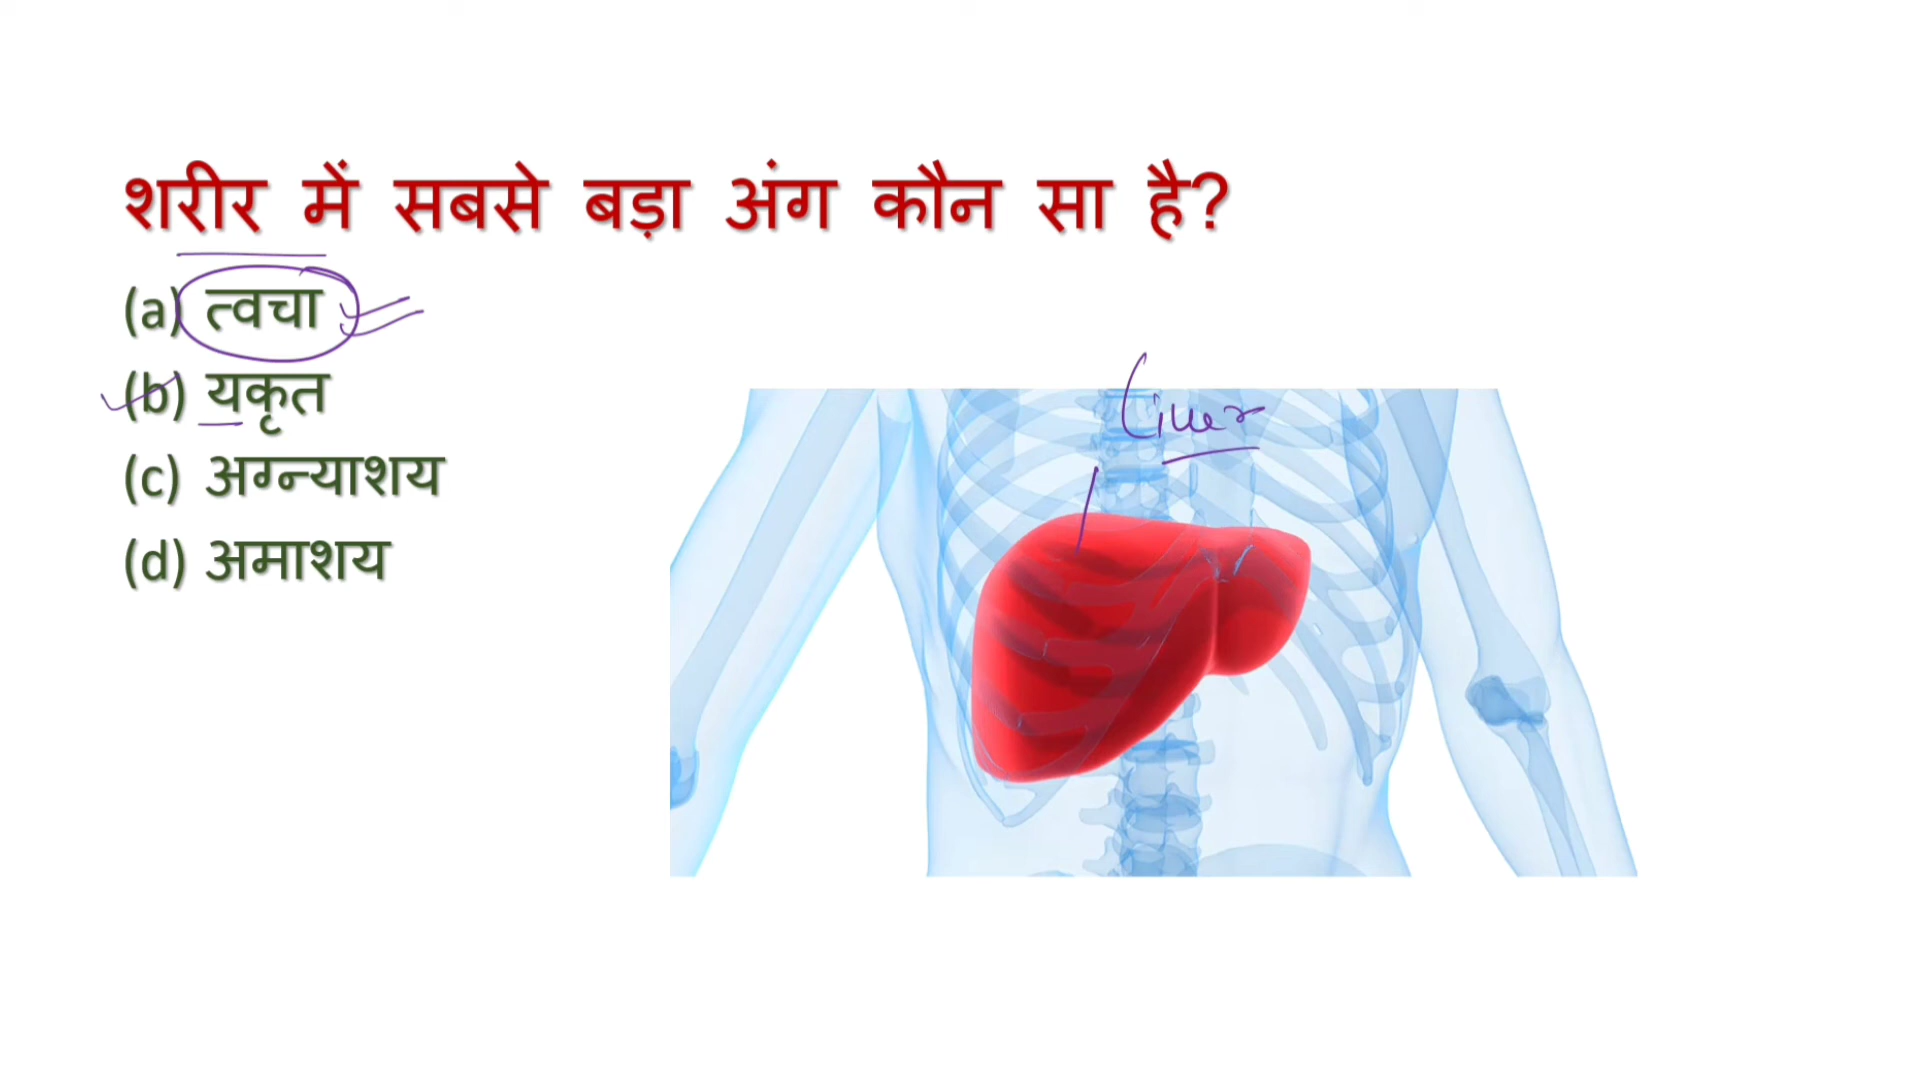 शरीर में सबसे बड़ा अंग कौन सा है?
(a) त्वचा
(b) यकृत
(c) अग्न्याशय
(d) अमाशय
Liver